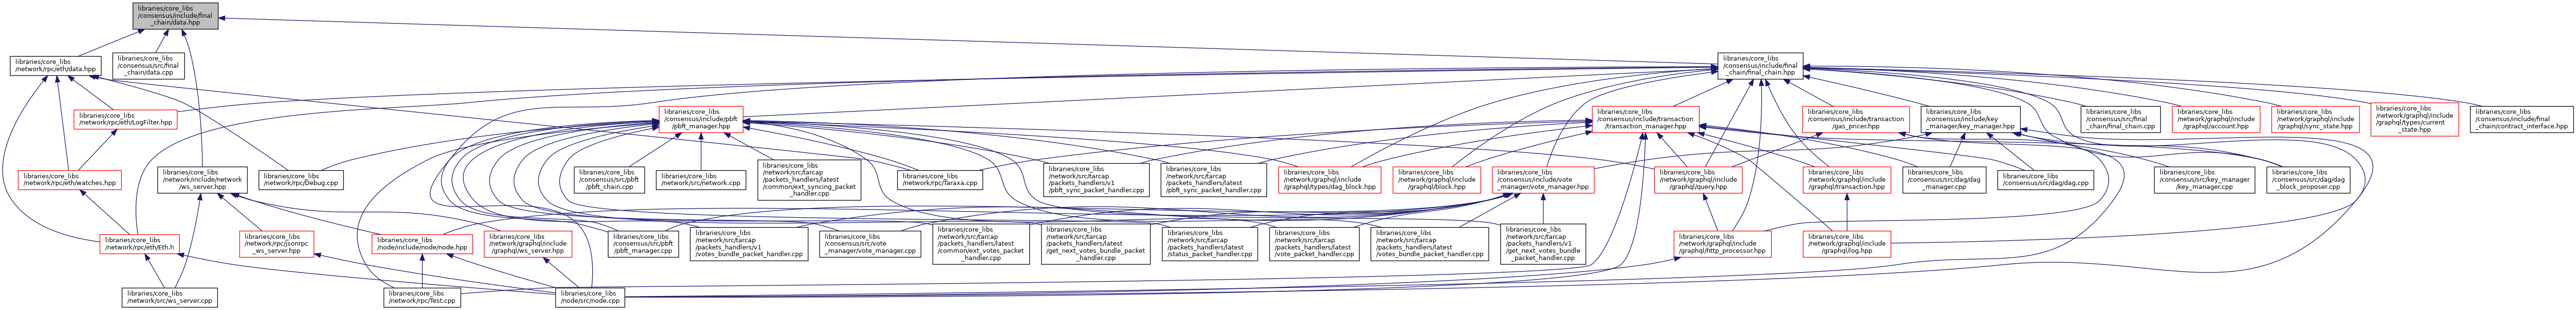 libraries/core_libs
/consensus/include/final
_chain/data.hpp
libraries/core_libs
/network/rpc/eth/data.hpp
libraries/core_libs
/consensus/src/final
_chain/data.cpp
libraries/core_libs
/consensus/include/final
_chain/final_chain.hpp
libraries/core_libs
/network/rpc/eth/LogFilter.hpp
libraries/core_libs
/consensus/include/pbft
/pbft_manager.hpp
libraries/core_libs
/consensus/include/transaction
/transaction_manager.hpp
libraries/core_libs
/consensus/include/transaction
/gas_pricer.hpp
libraries/core_libs
/consensus/include/key
_manager/key_manager.hpp
libraries/core_libs
/consensus/src/final
_chain/final_chain.cpp
libraries/core_libs
/network/graphql/include
/graphql/account.hpp
libraries/core_libs
/network/graphql/include
/graphql/sync_state.hpp
libraries/core_libs
/network/graphql/include
/graphql/types/current
_state.hpp
libraries/core_libs
/consensus/include/final
_chain/contract_interface.hpp
libraries/core_libs
/network/rpc/eth/watches.hpp
libraries/core_libs
/network/include/network
/ws_server.hpp
libraries/core_libs
/network/rpc/Debug.cpp
libraries/core_libs
/consensus/src/pbft
/pbft_chain.cpp
libraries/core_libs
/network/src/network.cpp
libraries/core_libs
/network/src/tarcap
/packets_handlers/latest
/common/ext_syncing_packet
_handler.cpp
libraries/core_libs
/network/rpc/Taraxa.cpp
libraries/core_libs
/network/src/tarcap
/packets_handlers/v1
/pbft_sync_packet_handler.cpp
libraries/core_libs
/network/src/tarcap
/packets_handlers/latest
/pbft_sync_packet_handler.cpp
libraries/core_libs
/network/graphql/include
/graphql/types/dag_block.hpp
libraries/core_libs
/network/graphql/include
/graphql/block.hpp
libraries/core_libs
/consensus/include/vote
_manager/vote_manager.hpp
libraries/core_libs
/network/graphql/include
/graphql/query.hpp
libraries/core_libs
/network/graphql/include
/graphql/transaction.hpp
libraries/core_libs
/consensus/src/dag/dag
_manager.cpp
libraries/core_libs
/consensus/src/dag/dag.cpp
libraries/core_libs
/consensus/src/key_manager
/key_manager.cpp
libraries/core_libs
/consensus/src/dag/dag
_block_proposer.cpp
libraries/core_libs
/network/rpc/eth/Eth.h
libraries/core_libs
/network/rpc/jsonrpc
_ws_server.hpp
libraries/core_libs
/node/include/node/node.hpp
libraries/core_libs
/network/graphql/include
/graphql/ws_server.hpp
libraries/core_libs
/consensus/src/pbft
/pbft_manager.cpp
libraries/core_libs
/network/src/tarcap
/packets_handlers/v1
/votes_bundle_packet_handler.cpp
libraries/core_libs
/consensus/src/vote
_manager/vote_manager.cpp
libraries/core_libs
/network/src/tarcap
/packets_handlers/latest
/common/ext_votes_packet
_handler.cpp
libraries/core_libs
/network/src/tarcap
/packets_handlers/latest
/get_next_votes_bundle_packet
_handler.cpp
libraries/core_libs
/network/src/tarcap
/packets_handlers/latest
/status_packet_handler.cpp
libraries/core_libs
/network/src/tarcap
/packets_handlers/latest
/vote_packet_handler.cpp
libraries/core_libs
/network/src/tarcap
/packets_handlers/latest
/votes_bundle_packet_handler.cpp
libraries/core_libs
/network/src/tarcap
/packets_handlers/v1
/get_next_votes_bundle
_packet_handler.cpp
libraries/core_libs
/network/graphql/include
/graphql/http_processor.hpp
libraries/core_libs
/network/graphql/include
/graphql/log.hpp
libraries/core_libs
/network/src/ws_server.cpp
libraries/core_libs
/network/rpc/Test.cpp
libraries/core_libs
/node/src/node.cpp